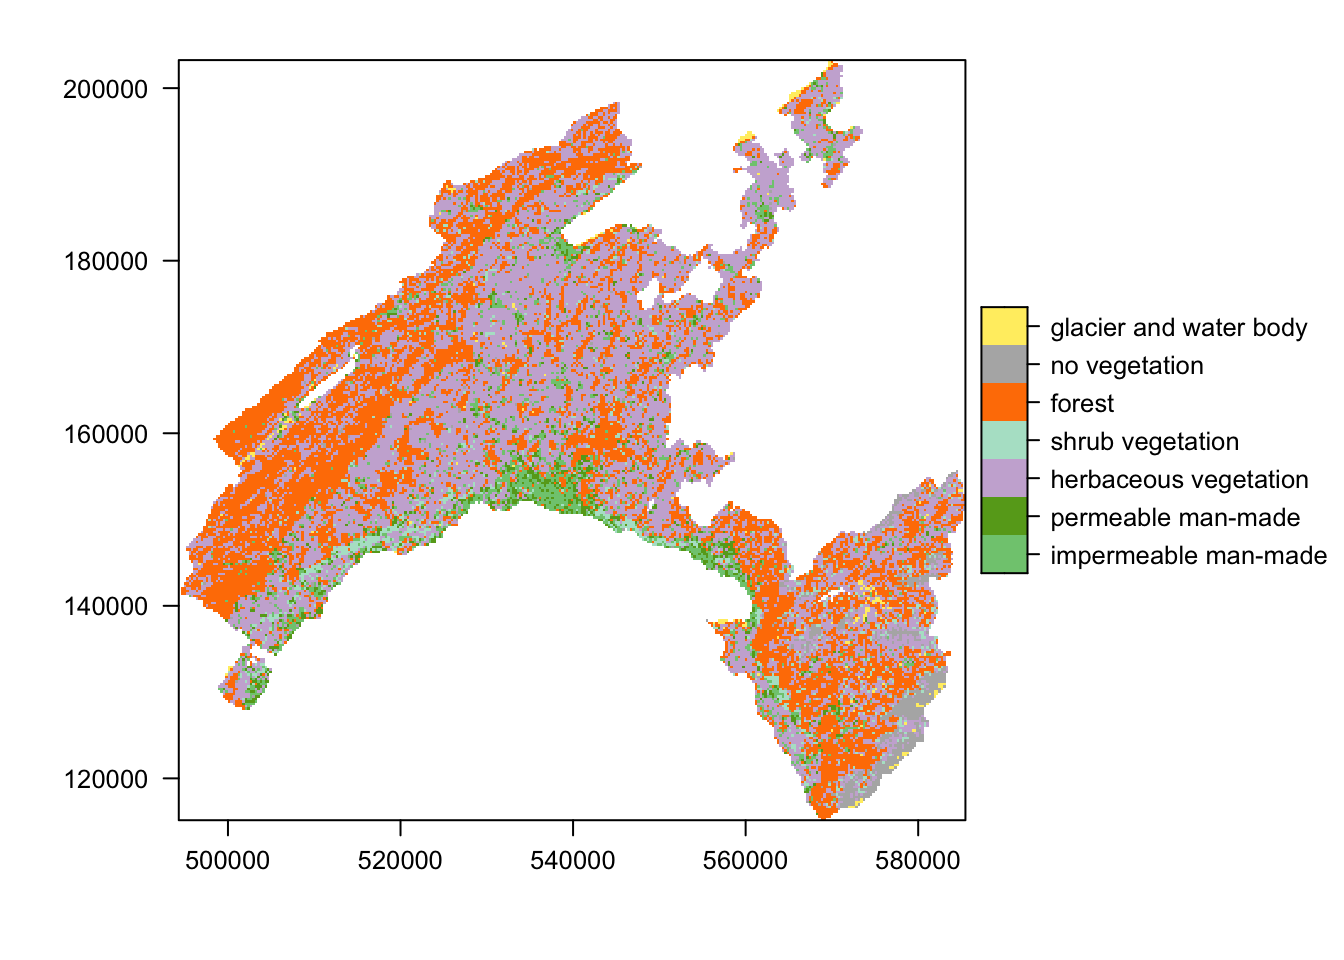 200000
180000
160000
140000
120000
500000
520000
540000
560000
580000
glacier and water body
no vegetation
forest
shrub vegetation
herbaceous vegetation
permeable man-made
impermeable man-made